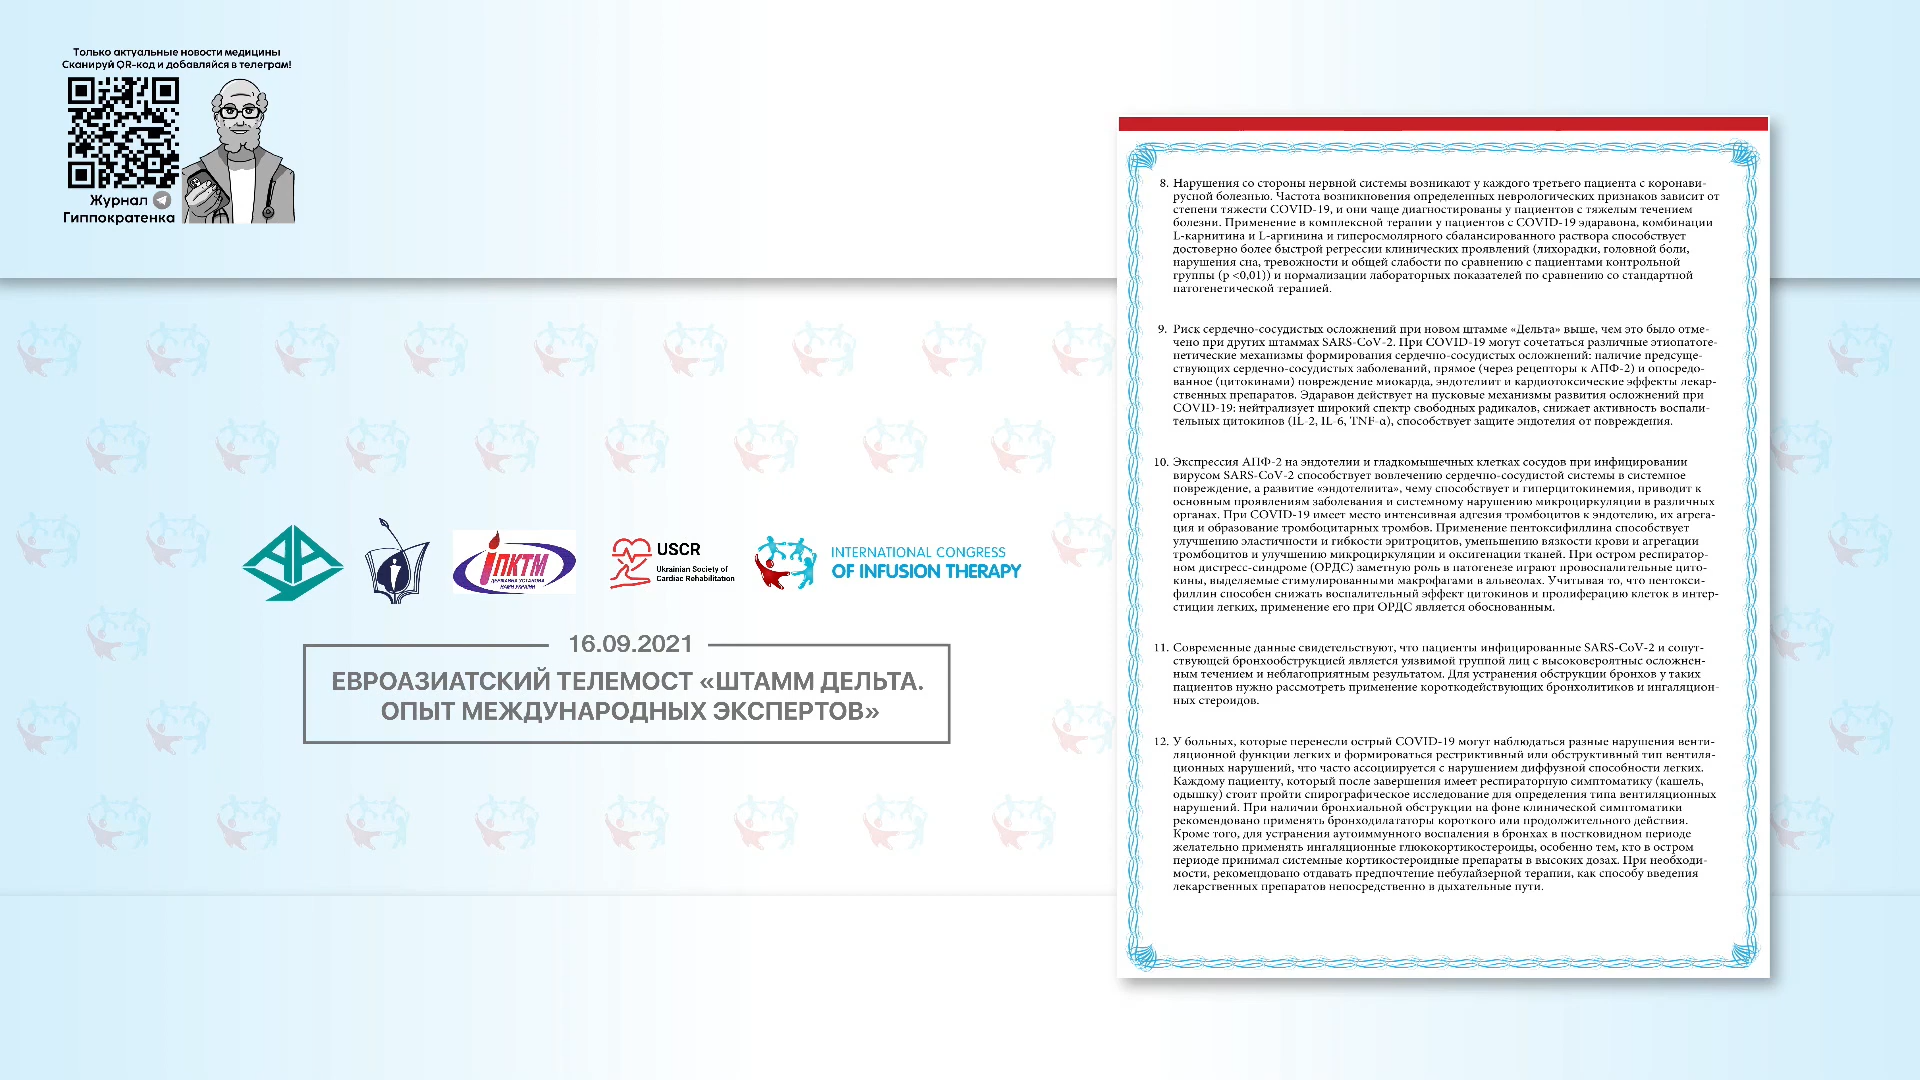 Только актуальные новости медицины
Сканируй QR-код и добавляйся в телеграм!
Журнал
Гиппократенка
ІПКТМ
ДЕРЖАВНА УСТАНОВА
НАМН УКРАЇНИ
USCR
Ukrainian Society of
Cardiac Rehabilitation
INTERNATIONAL CONGRESS
OF INFUSION THERAPY
16.09.2021
ЕВРОАЗИАТСКИЙ ТЕЛЕМОСТ «ШТАММ ДЕЛЬТА.
ОПЫТ МЕЖДУНАРОДНЫХ ЭКСПЕРТОВ»
8. Нарушения со стороны нервной системы возникают у каждого третьего пациента с коронави-
русной болезнью. Частота возникновения определенных неврологических признаков зависит от
степени тяжести COVID-19, и они чаще диагностированы у пациентов с тяжелым течением
болезни. Применение в комплексной терапии у пациентов с COVID-19 эдаравона, комбинации
L-карнитина и L-аргинина и гиперосмолярного сбалансированного раствора способствует
достоверно более быстрой регрессии клинических проявлений (лихорадки, головной боли,
нарушения сна, тревожности и общей слабости по сравнению с пациентами контрольной
группы (p <0,01)) и нормализации лабораторных показателей по сравнению со стандартной
патогенетической терапией.
9. Риск сердечно-сосудистых осложнений при новом штамме «Дельта» выше, чем это было отме-
чено при других штаммах SARS-CoV-2. При COVID-19 могут сочетаться различные этиопатоге-
нетические механизмы формирования сердечно-сосудистых осложнений: наличие предсуще-
ствующих сердечно-сосудистых заболеваний, прямое (через рецепторы к АПФ-2) и опосредо-
ванное (цитокинами) повреждение миокарда, эндотелиит и кардиотоксические эффекты лекар-
ственных препаратов. Эдаравон действует на пусковые механизмы развития осложнений при
COVID-19: нейтрализует широкий спектр свободных радикалов, снижает активность воспали-
тельных цитокинов (IL-2, IL-6, TNF-α), способствует защите эндотелия от повреждения.
10. Экспрессия АПФ-2 на эндотелии и гладкомышечных клетках сосудов при инфицировании
вирусом SARS-CoV-2 способствует вовлечению сердечно-сосудистой системы в системное
повреждение, а развитие «эндотелиита», чему способствует и гиперцитокинемия, приводит к
основным проявлениям заболевания и системному нарушению микроциркуляции в различных
органах. При COVID-19 имеет место интенсивная адгезия тромбоцитов к эндотелию, их агрега-
ция и образование тромбоцитарных тромбов. Применение пентоксифиллина способствует
улучшению эластичности и гибкости эритроцитов, уменьшению вязкости крови и агрегации
тромбоцитов и улучшению микроциркуляции и оксигенации тканей. При остром респиратор-
ном дистресс-синдроме (ОРДС) заметную роль в патогенезе играют провоспалительные цито-
кины, выделяемые стимулированными макрофагами в альвеолах. Учитывая то, что пентокси-
филлин способен снижать воспалительный эффект цитокинов и пролиферацию клеток в интер-
стиции легких, применение его при ОРДС является обоснованным.
11. Современные данные свидетельствуют, что пациенты инфицированные SARS-CoV-2 и сопут-
ствующей бронхообструкцией является уязвимой группой лиц с высоковероятные осложнен-
ным течением и неблагоприятным результатом. Для устранения обструкции бронхов у таких
пациентов нужно рассмотреть применение короткодействующих бронхолитиков и ингаляцион-
ных стероидов.
12. У больных, которые перенесли острый COVID-19 могут наблюдаться разные нарушения венти-
ляционной функции легких и формироваться рестриктивный или обструктивный тип вентиля-
ционных нарушений, что часто ассоциируется с нарушением диффузной способности легких.
Каждому пациенту, который после завершения имеет респираторную симптоматику (кашель,
одышку) стоит пройти спирографическое исследование для определения типа вентиляционных
нарушений. При наличии бронхиальной обструкции на фоне клинической симптоматики
рекомендовано применять бронходилататоры короткого или продолжительного действия.
Кроме того, для устранения аутоиммунного воспаления в бронхах в постковидном периоде
желательно применять ингаляционные глюкокортикостероиды, особенно тем, кто в остром
периоде принимал системные кортикостероидные препараты в высоких дозах. При необходи-
мости, рекомендовано отдавать предпочтение небулайзерной терапии, как способу введения
лекарственных препаратов непосредственно в дыхательные пути.